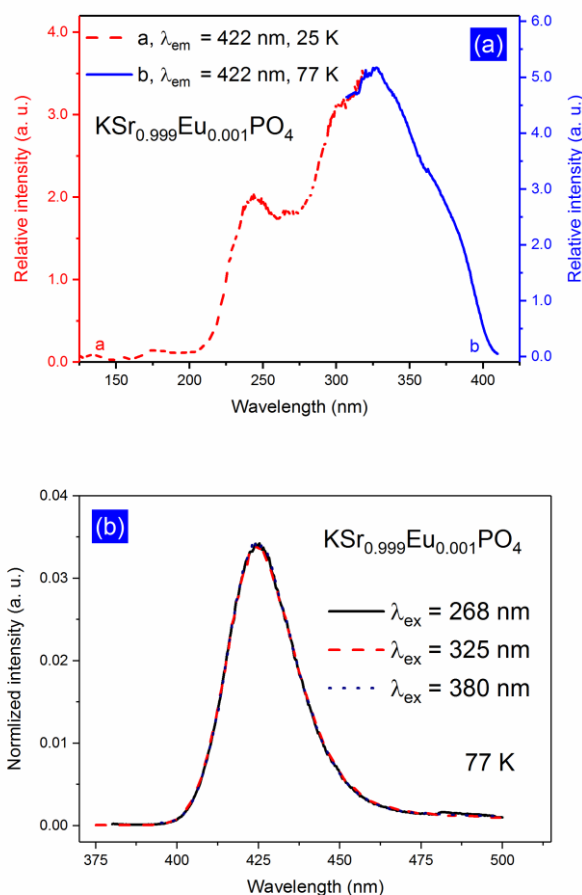 a, λem = 422 nm, 25 K
(a)
b, λem = 422 nm, 77 K
KSr0.999Eu0.001PO4
Relative intensity (a. u.)
4.0
3.0
2.0
1.0
0.0
a
b
6.0
5.0
4.0
3.0
2.0
1.0
0.0
Relative intensity (a. u.)
150 200 250 300 350 400
Wavelength (nm)
(b)
KSr0.999Eu0.001PO4
λex = 268 nm
λex = 325 nm
λex = 380 nm
77 K
Normlized intensity (a. u.)
0.04
0.03
0.02
0.01
0.00
375 400 425 450 475 500
Wavelength (nm)